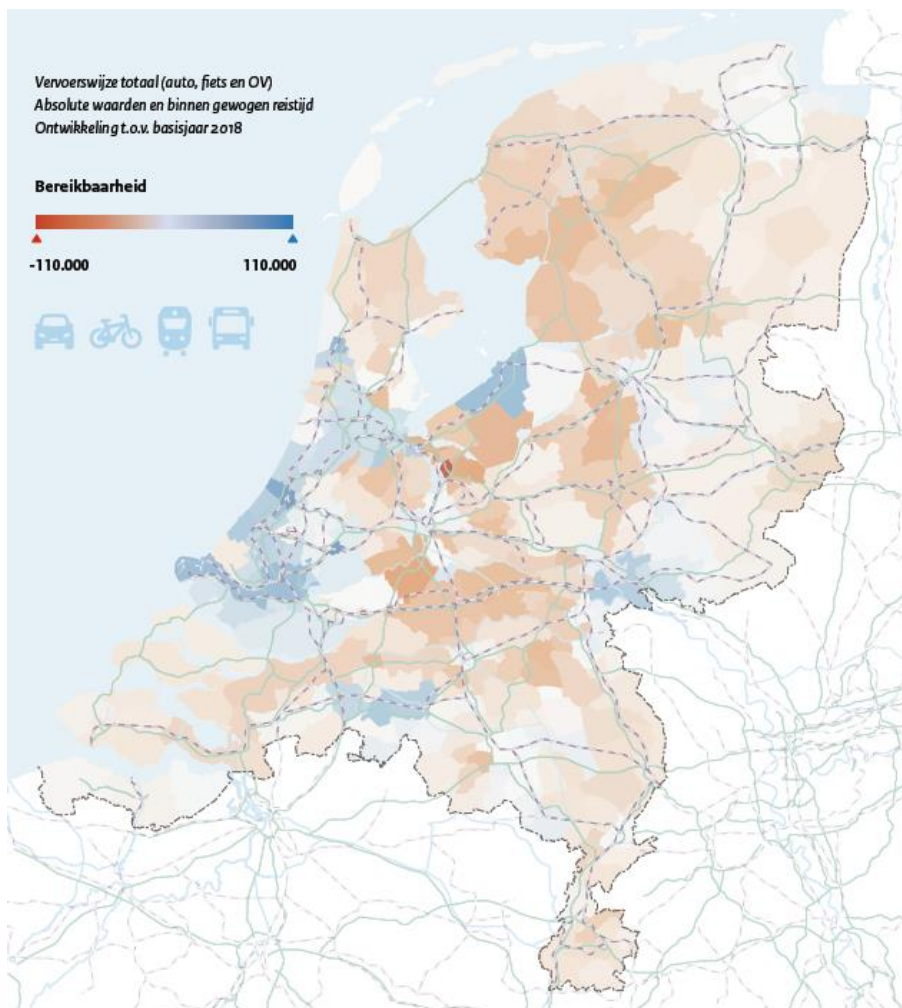 Vervoerswijze totaal (auto, fiets en OV)
Absolute waarden en binnen gewogen reistijd
Ontwikkeling t.o.v. basisjaar 2018
Bereikbaarheid
-110.000
110.000